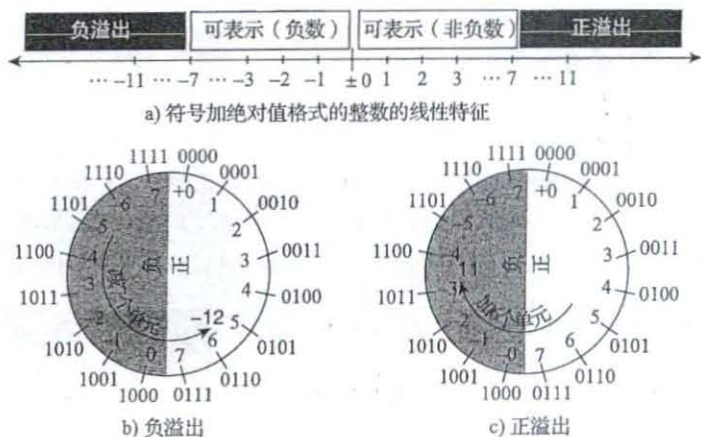 负溢出 可表示（负数） 可表示（非负数） 正溢出
··· −11 ··· −7 ··· −3 −2 −1 ±0 1 2 3 ··· 7 ··· 11
a) 符号加绝对值格式的整数的线性特征
1111 0000 1111 0000
1110 0001 1110 0001
−7 +0 −7 +0
−6 1 −6 1
1101 0010 1101 0010
−5 2 −5 2
1100 −4 负 正 3 0011 1100 −4 负 正 3 0011
11
1011 −3 4 0100 1011 −3 4 0100
个单元 −12 加6个单元
1010 −2 5 0101 1010 −2 5 0101
−1 −0 7 6 −1 −0 7 6
1001 0110 1001 0110
1000 0111 1000 0111
b) 负溢出 c) 正溢出